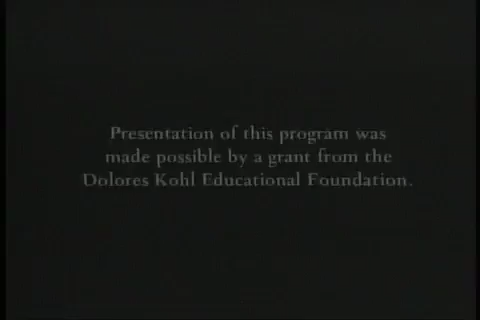 Presentation of this program was
made possible by a grant from the
Dolores Kohl Educational Foundation.